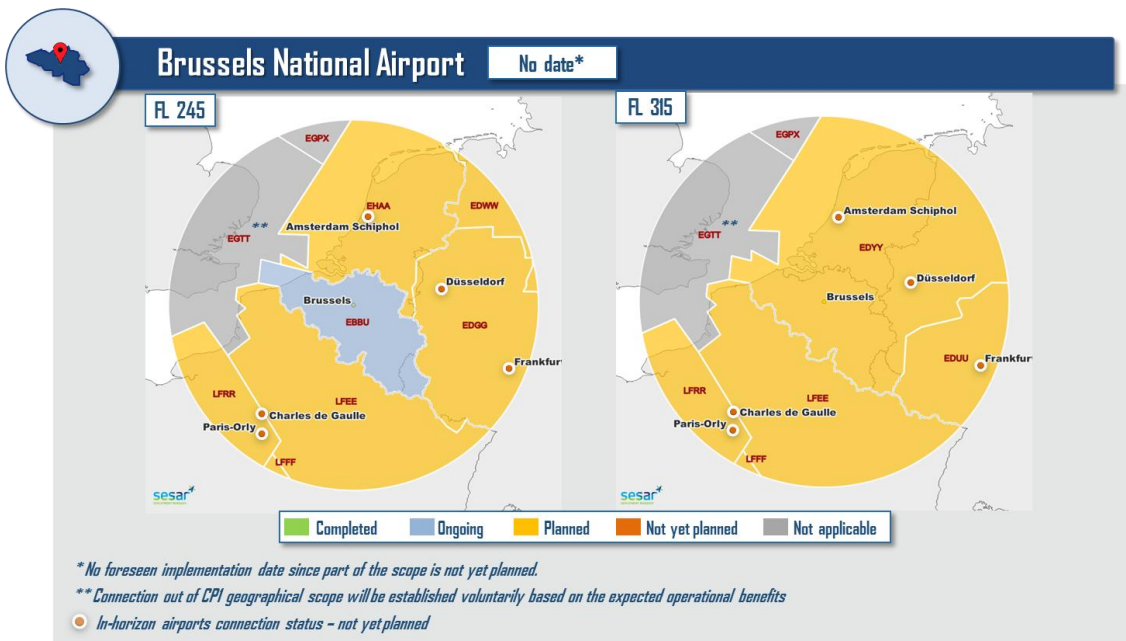 Brussels National Airport No date*
FL 245
EGPX
EHAA
EDWW
Amsterdam Schiphol
**
EGTT
Düsseldorf
Brussels
EBBU
EDGG
Frankfur
LFRR
LFEE
Charles de Gaulle
Paris-Orly
LFFF
sesar
FL 315
EGPX
Amsterdam Schiphol
**
EGTT
EDYY
Düsseldorf
Brussels
EDUU Frankfur
LFRR
LFEE
Charles de Gaulle
Paris-Orly
LFFF
sesar
Completed Ongoing Planned Not yet planned Not applicable
* No foreseen implementation date since part of the scope is not yet planned.
** Connection out of CP1 geographical scope will be established voluntarily based on the expected operational benefits
In-horizon airports connection status – not yet planned